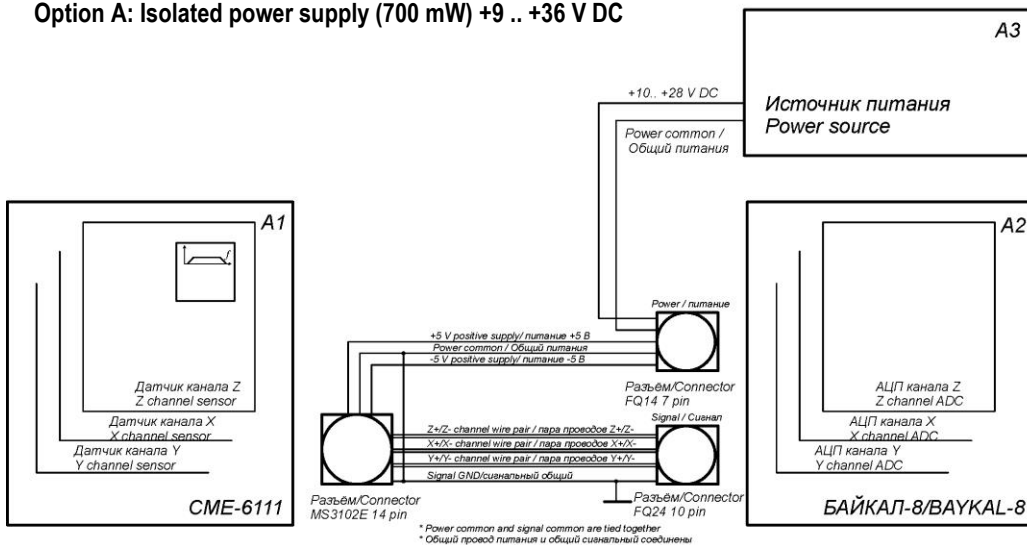 Option A: Isolated power supply (700 mW) +9 .. +36 V DC
A3
+10.. +28 V DC
Источник питания
Power source
Power common /
Общий питания
A1
A2
Power / питание
+5 V positive supply/ питание +5 В
Power common / Общий питания
-5 V positive supply/ питание -5 В
Датчик канала Z
Z channel sensor
Датчик канала X
X channel sensor
Датчик канала Y
Y channel sensor
СМЕ-6111
Разъём/Connector
FQ14 7 pin
Signal / Сигнал
Z+/Z- channel wire pair / пара проводов Z+/Z-
X+/X- channel wire pair / пара проводов X+/X-
Y+/Y- channel wire pair / пара проводов Y+/Y-
Signal GND/сигнальный общий
Разъём/Connector
MS3102E 14 pin
Разъём/Connector
FQ24 10 pin
* Power common and signal common are tied together
* Общий провод питания и общий сигнальный соединены
АЦП канала Z
Z channel ADC
АЦП канала X
X channel ADC
АЦП канала Y
Y channel ADC
БАЙКАЛ-8/BAYKAL-8